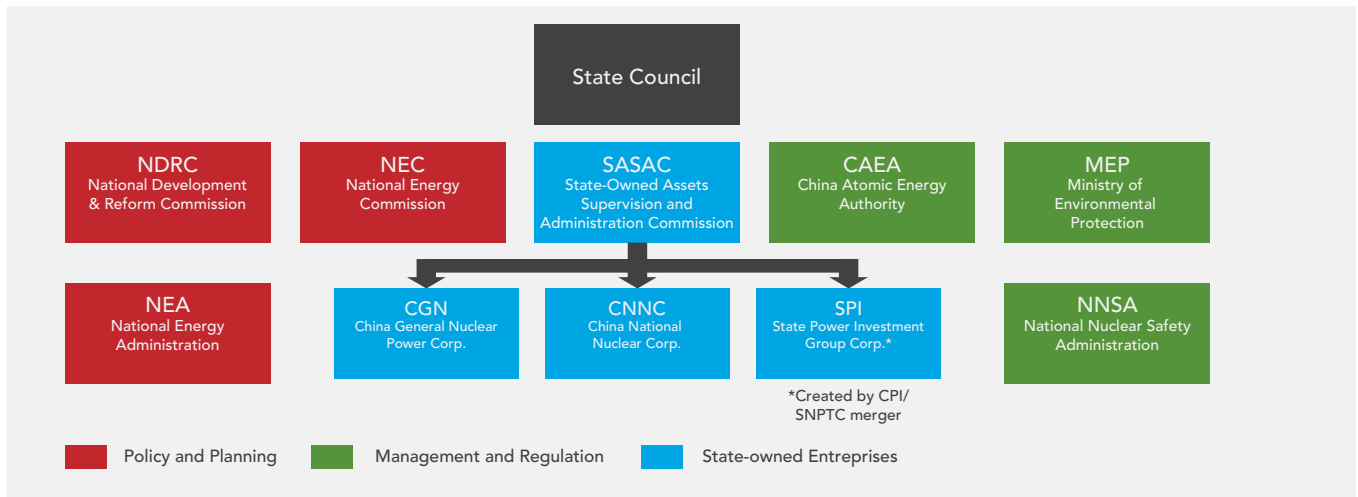 State Council
NDRC
National Development
& Reform Commission
NEC
National Energy
Commission
SASAC
State-Owned Assets
Supervision and
Administration Commission
CAEA
China Atomic Energy
Authority
MEP
Ministry of
Environmental
Protection
NEA
National Energy
Administration
CGN
China General Nuclear
Power Corp.
CNNC
China National
Nuclear Corp.
SPI
State Power Investment
Group Corp.*
NNSA
National Nuclear Safety
Administration
*Created by CPI/
SNPTC merger
Policy and Planning
Management and Regulation
State-owned Entreprises